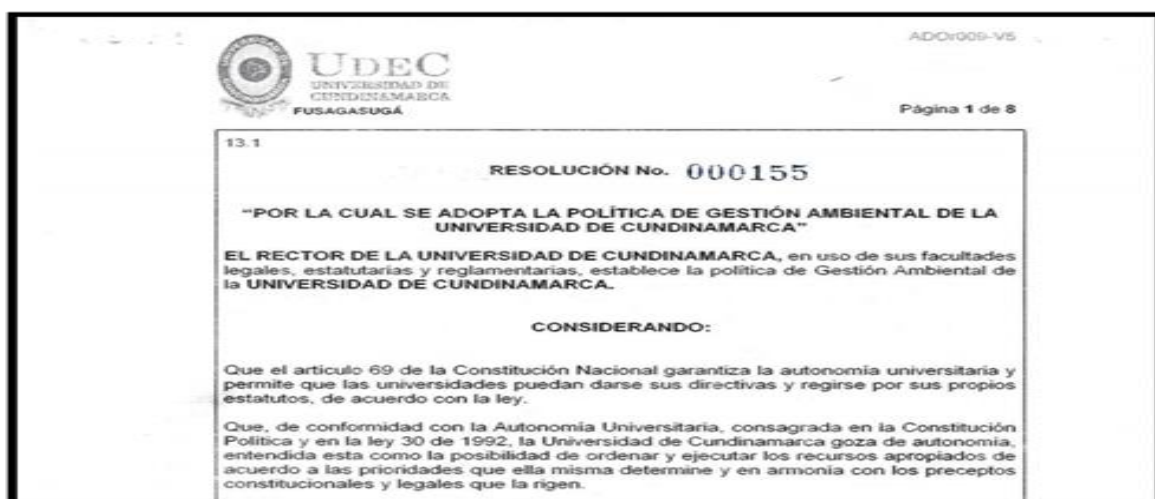 ADOr009-V5
UDEC
UNIVERSIDAD DE
CUNDINAMARCA
FUSAGASUGÁ
Página 1 de 8
13.1
RESOLUCIÓN No. 000155
"POR LA CUAL SE ADOPTA LA POLÍTICA DE GESTIÓN AMBIENTAL DE LA
UNIVERSIDAD DE CUNDINAMARCA"
EL RECTOR DE LA UNIVERSIDAD DE CUNDINAMARCA, en uso de sus facultades
legales, estatutarias y reglamentarias, establece la política de Gestión Ambiental de
la UNIVERSIDAD DE CUNDINAMARCA.
CONSIDERANDO:
Que el artículo 69 de la Constitución Nacional garantiza la autonomía universitaria y
permite que las universidades puedan darse sus directivas y regirse por sus propios
estatutos, de acuerdo con la ley.
Que, de conformidad con la Autonomía Universitaria, consagrada en la Constitución
Política y en la ley 30 de 1992, la Universidad de Cundinamarca goza de autonomía,
entendida esta como la posibilidad de ordenar y ejecutar los recursos apropiados de
acuerdo a las prioridades que ella misma determine y en armonía con los preceptos
constitucionales y legales que la rigen.